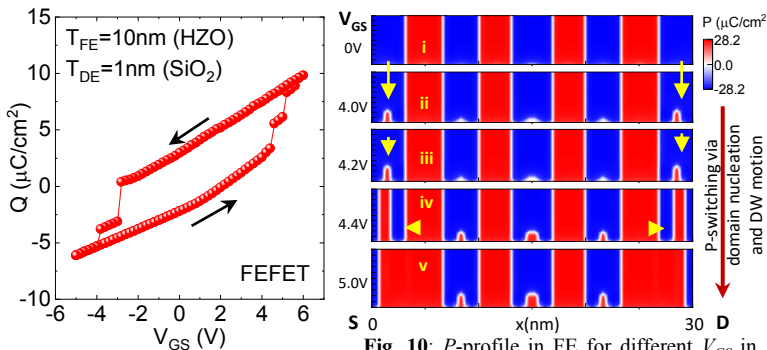 T_FE=10nm (HZO)
T_DE=1nm (SiO₂)
FEFET
Q (μC/cm²)
15
10
5
0
-5
-10
-6 -4 -2 0 2 4 6
V_GS (V)
V_GS
0V
4.0V
4.2V
4.4V
5.0V
i
ii
iii
iv
v
S 0 x(nm) 30 D
P (μC/cm²)
28.2
0.0
-28.2
P-switching via
domain nucleation
and DW motion
Fig. 10: P-profile in FE for different V_GS in